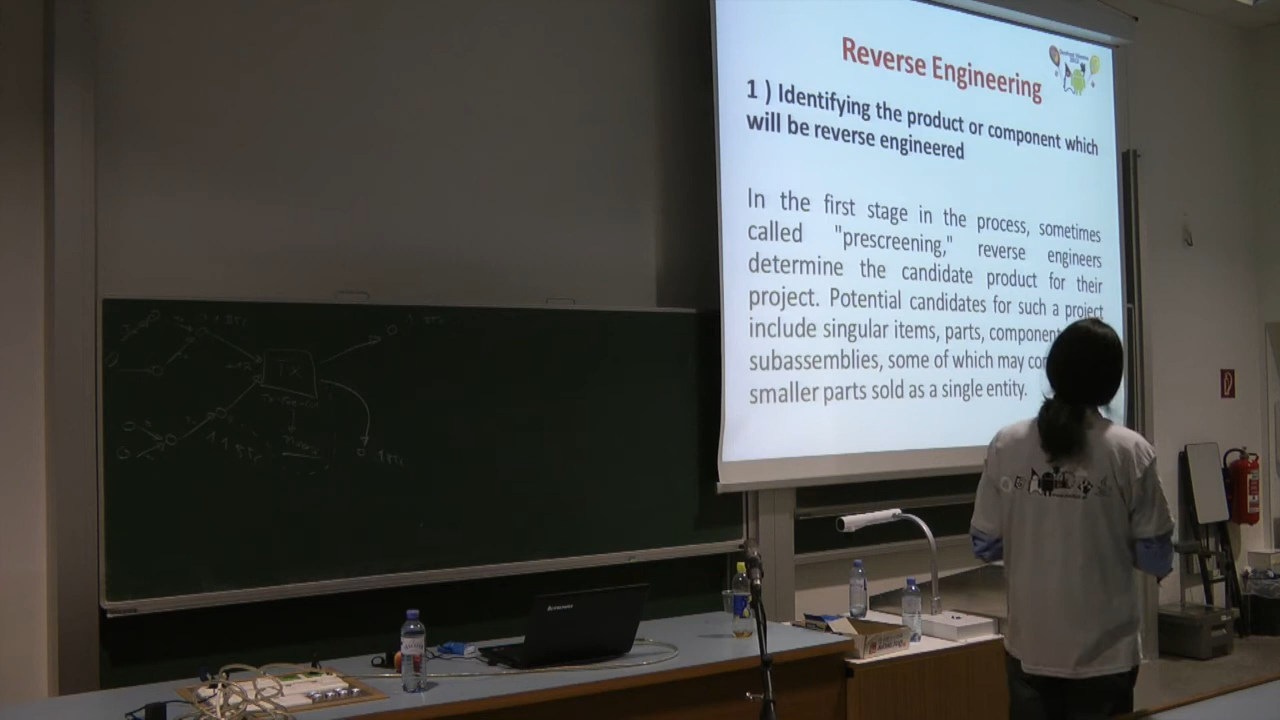 Reverse Engineering
1 ) Identifying the product or component which
will be reverse engineered
In the first stage in the process, sometimes
called "prescreening," reverse engineers
determine the candidate product for their
project. Potential candidates for such a project
include singular items, parts,
subassemblies, some of which may
smaller parts sold as a single entity.
Tx
lenovo